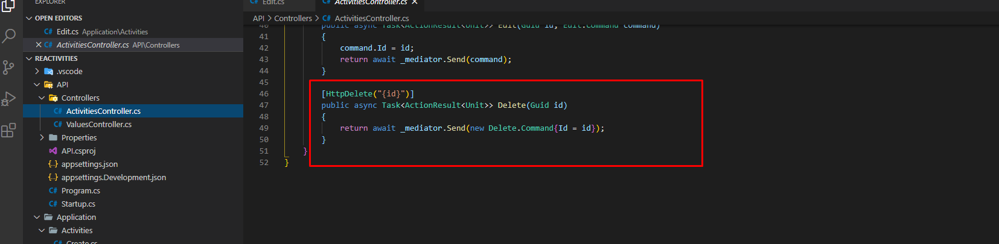 EXPLORER
OPEN EDITORS
C# Edit.cs Application\Activities
× C# ActivitiesController.cs API\Controllers
REACTIVITIES
.vscode
API
Controllers
C# ActivitiesController.cs
C# ValuesController.cs
Properties
API.csproj
{..} appsettings.json
{..} appsettings.Development.json
C# Program.cs
C# Startup.cs
Application
Activities
C# Create.cs
C# Edit.cs
C# ActivitiesController.cs ×
API > Controllers > C# ActivitiesController.cs
40 public async Task<ActionResult<Unit>> Edit(Guid id, Edit.Command command)
41 {
42 command.Id = id;
43 return await _mediator.Send(command);
44 }
45
46 [HttpDelete("{id}")]
47 public async Task<ActionResult<Unit>> Delete(Guid id)
48 {
49 return await _mediator.Send(new Delete.Command{Id = id});
50 }
51 }
52 }